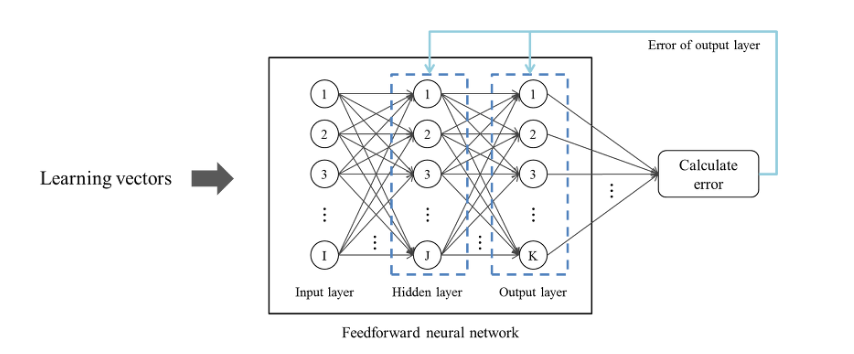 Error of output layer
1 1 1
2 2 2
3 3 3
Learning vectors
Calculate
error
⋮ ⋮ ⋮ ⋮
⋮ ⋮
I J K
Input layer Hidden layer Output layer
Feedforward neural network